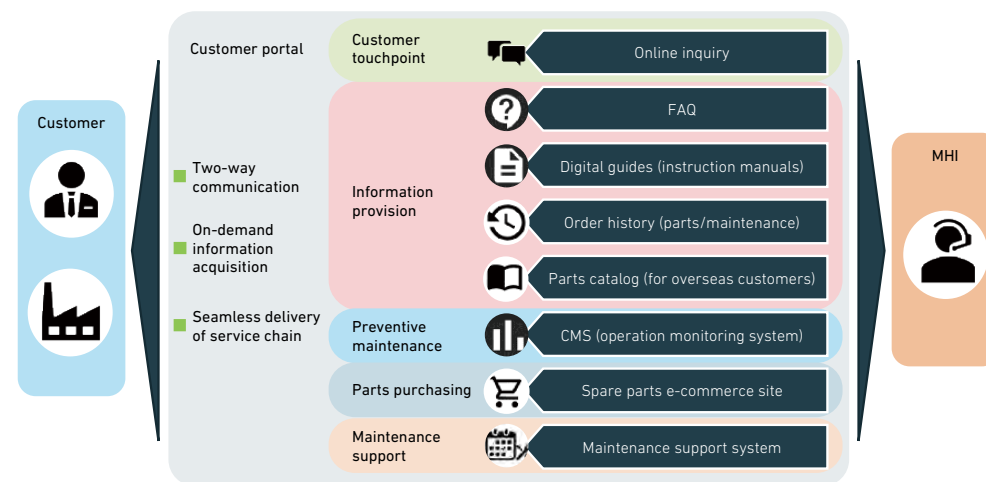 Customer
Customer portal
Two-way
communication
On-demand
information
acquisition
Seamless delivery
of service chain
Customer
touchpoint
Online inquiry
Information
provision
FAQ
Digital guides (instruction manuals)
Order history (parts/maintenance)
Parts catalog (for overseas customers)
Preventive
maintenance
CMS (operation monitoring system)
Parts purchasing
Spare parts e-commerce site
Maintenance
support
Maintenance support system
MHI